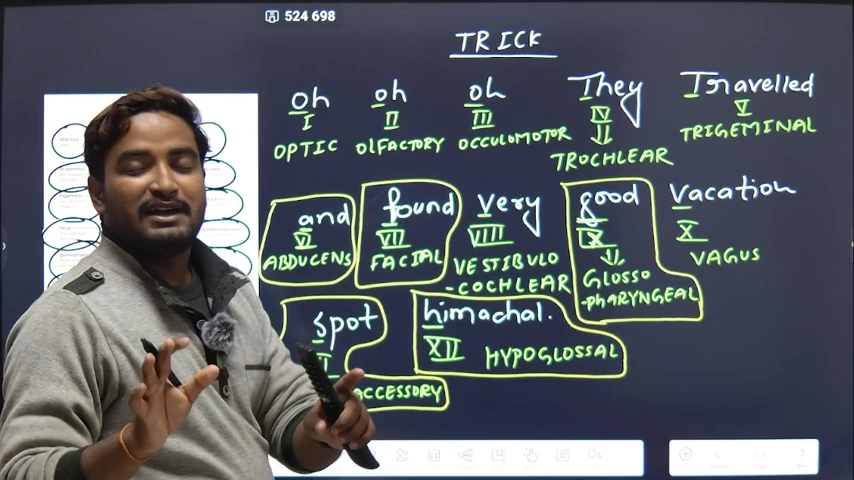 524 698
TRICK
Oh oh oh They Travelled
I II III IV V
OPTIC OLFACTORY OCCULOMOTOR TROCHLEAR TRIGEMINAL
and found very good vacation
VI VII VIII IX X
ABDUCENS FACIAL VESTIBULO GLOSSO VAGUS
-COCHLEAR -PHARYNGEAL
spot himachal.
XII HYPOGLOSSAL
ACCESSORY